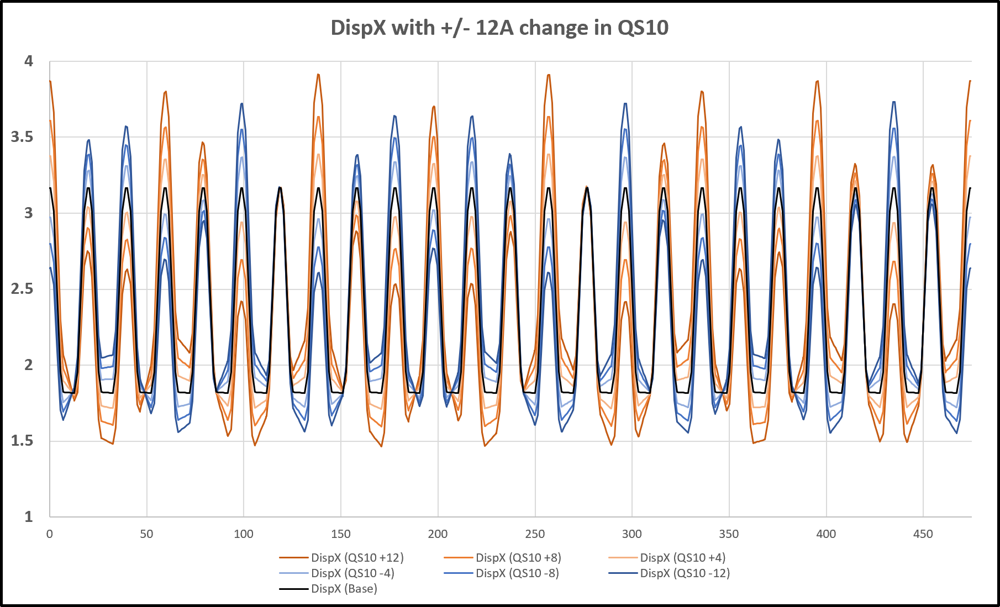 DispX with +/- 12A change in QS10
4
3.5
3
2.5
2
1.5
1
0 50 100 150 200 250 300 350 400 450
DispX (QS10 +12) DispX (QS10 +8) DispX (QS10 +4)
DispX (QS10 -4) DispX (QS10 -8) DispX (QS10 -12)
DispX (Base)